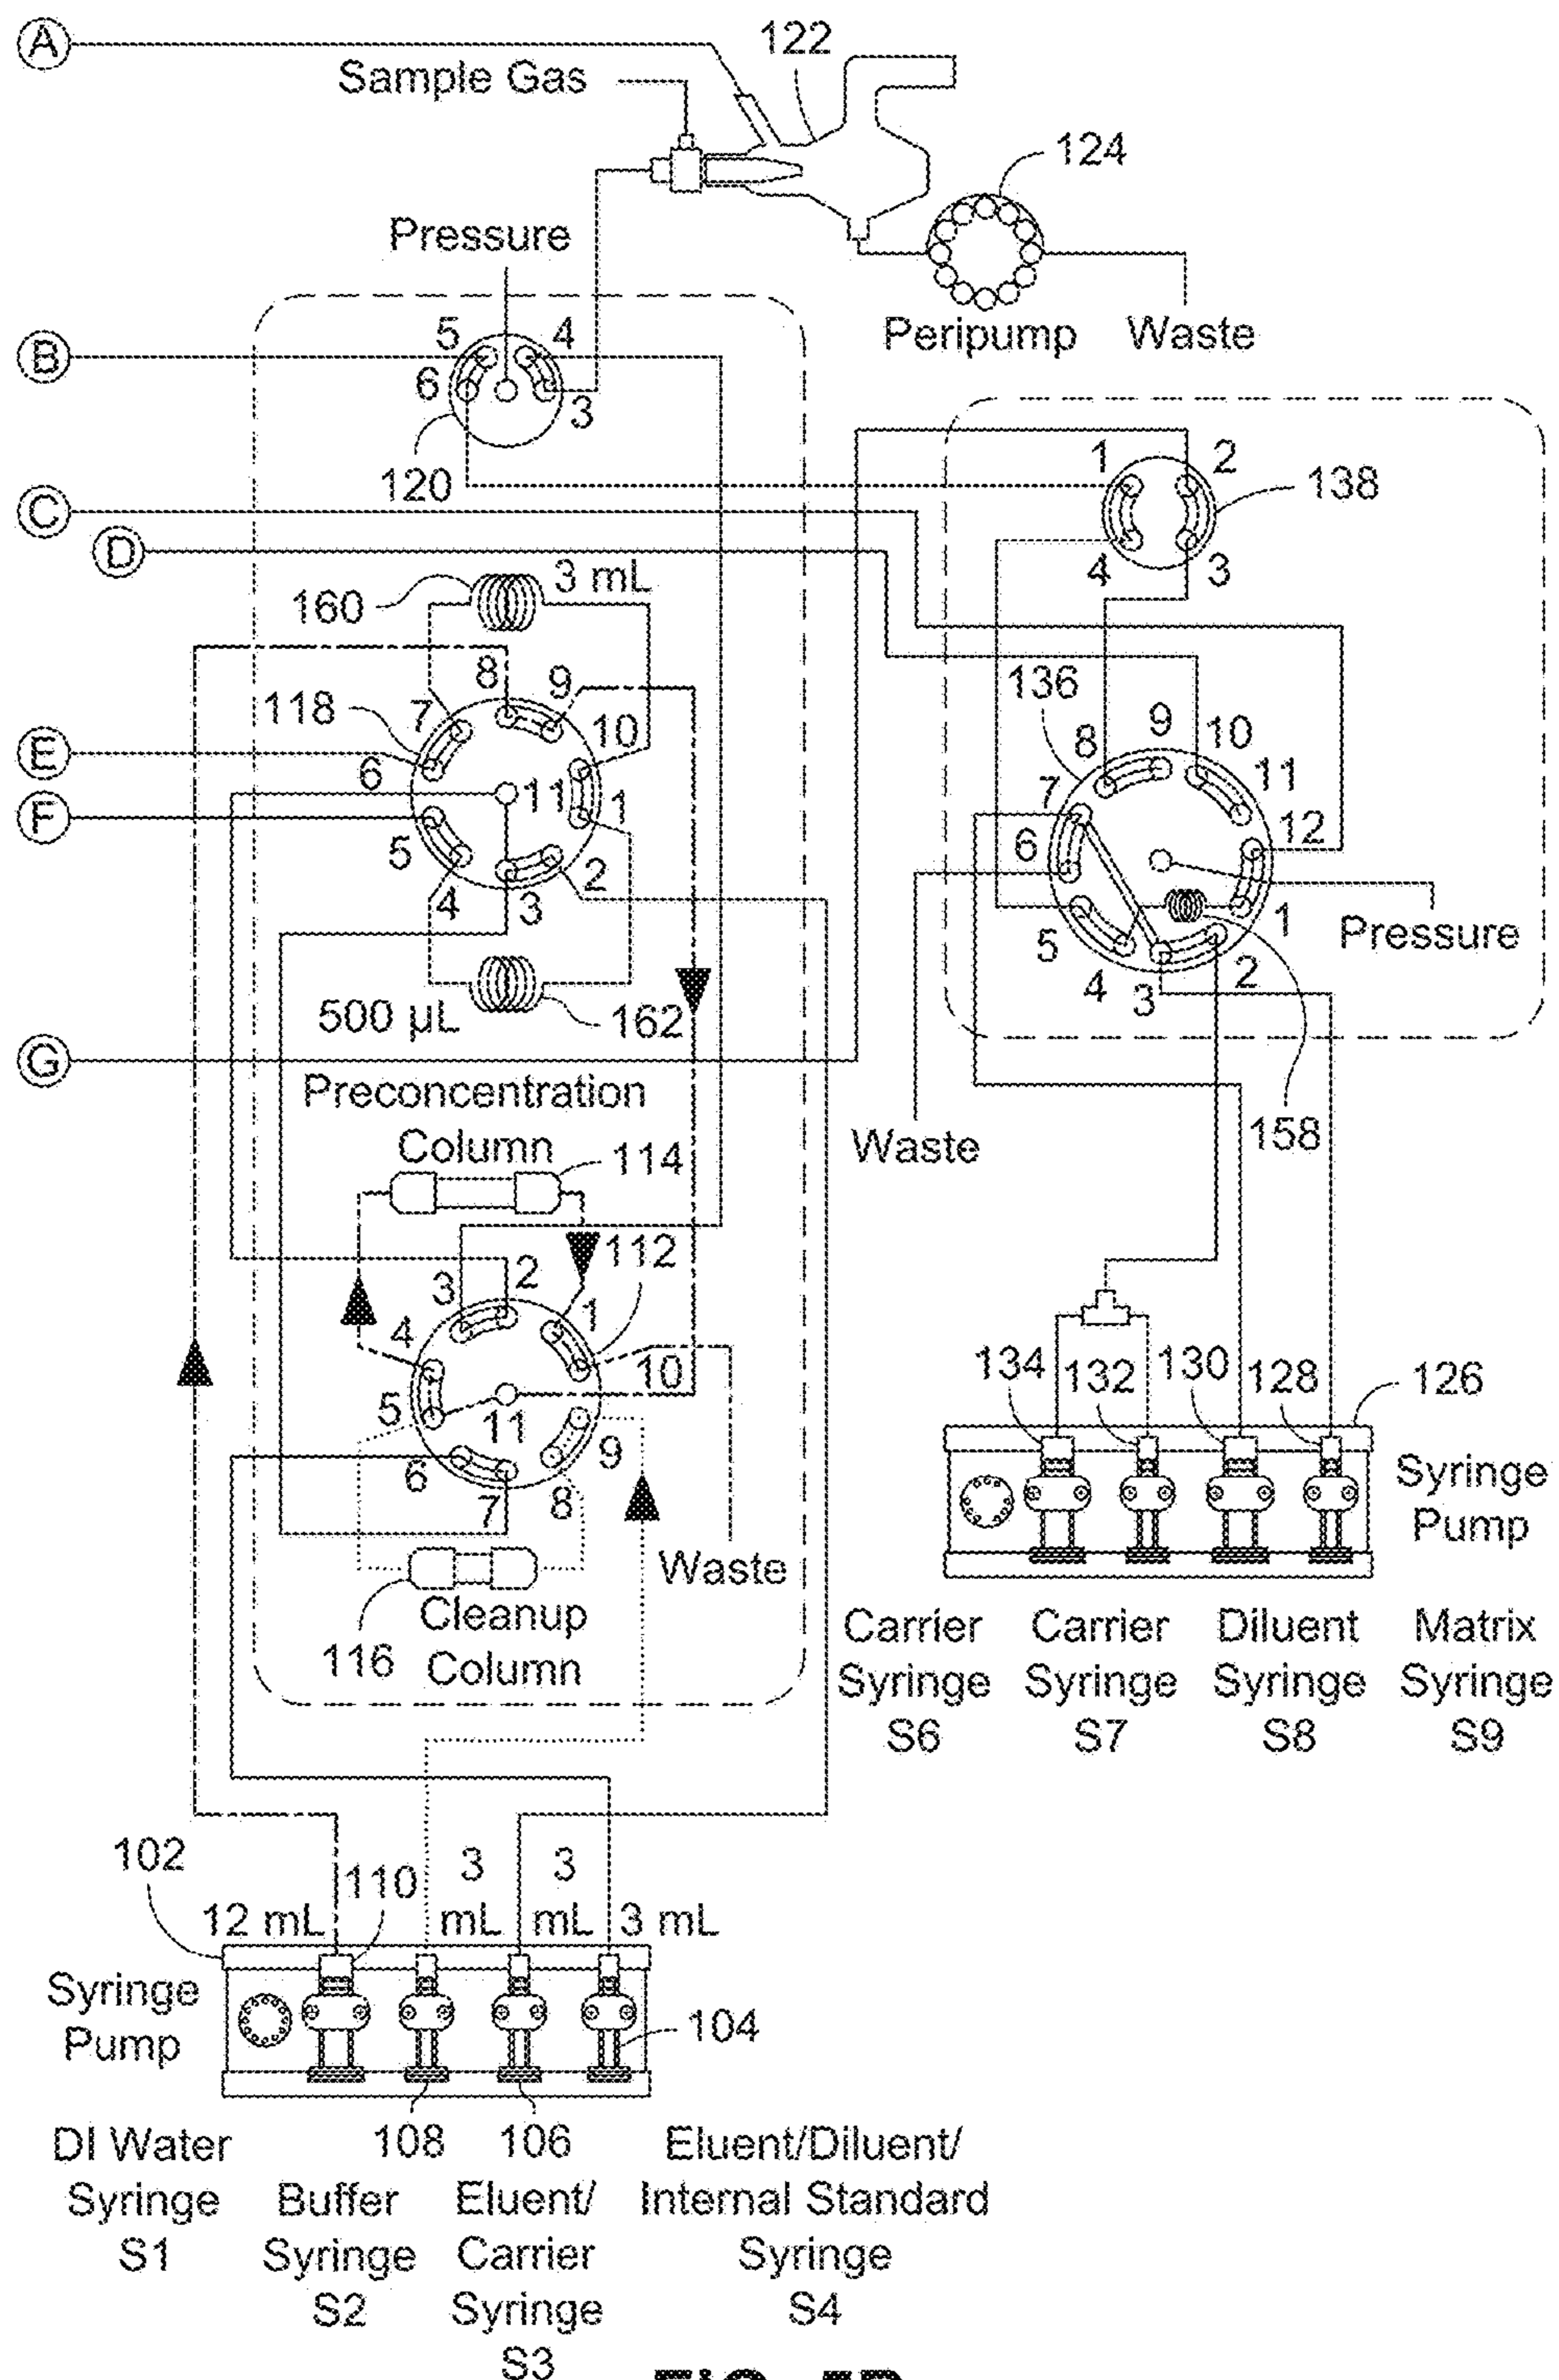 A
122
Sample Gas
124
Pressure
Peripump
Waste
B
5
4
6
3
120
1
2
138
C
4
3
D
3 mL
160
136
8
9
118
7
10
E
6
11
1
F
5
2
4
3
8
9
10
7
11
6
12
5
1
4
2
3
Pressure
500 µL
162
G
Preconcentration
Column
114
Waste
158
112
3
2
1
4
10
5
11
9
6
7
8
Waste
Cleanup
116
Column
134
132
130
128
126
Syringe
Pump
Carrier
Syringe
S6
Carrier
Syringe
S7
Diluent
Syringe
S8
Matrix
Syringe
S9
102
110
3
3
12 mL
mL
mL
3 mL
Syringe
Pump
104
108
106
DI Water
Syringe
S1
Buffer
Syringe
S2
Eluent/
Carrier
Syringe
S3
Eluent/Diluent/
Internal Standard
Syringe
S4